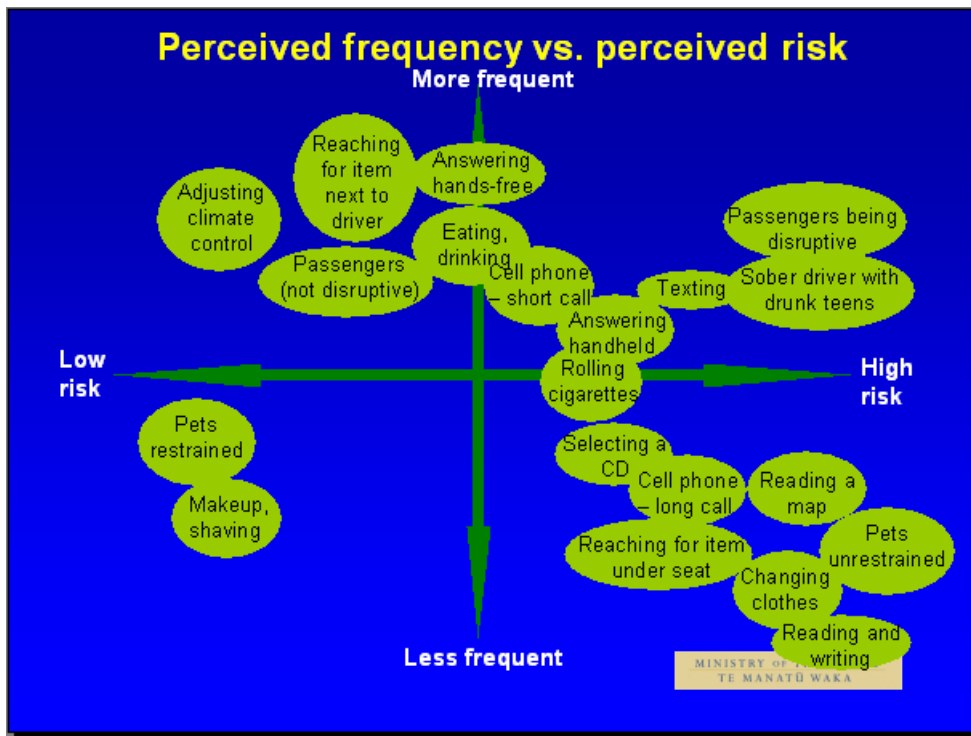 Perceived frequency vs. perceived risk
More frequent
Reaching
for item
next to
driver
Answering
hands-free
Adjusting
climate
control
Passengers being
disruptive
Eating,
drinking
Passengers
(not disruptive)
Cell phone
– short call
Texting
Sober driver with
drunk teens
Answering
handheld
Low
risk
Rolling
cigarettes
High
risk
Pets
restrained
Selecting a
CD
Cell phone
– long call
Reading a
map
Makeup,
shaving
Reaching for item
under seat
Pets
unrestrained
Changing
clothes
Reading and
writing
Less frequent
MINISTRY OF
TE MANATŪ WAKA